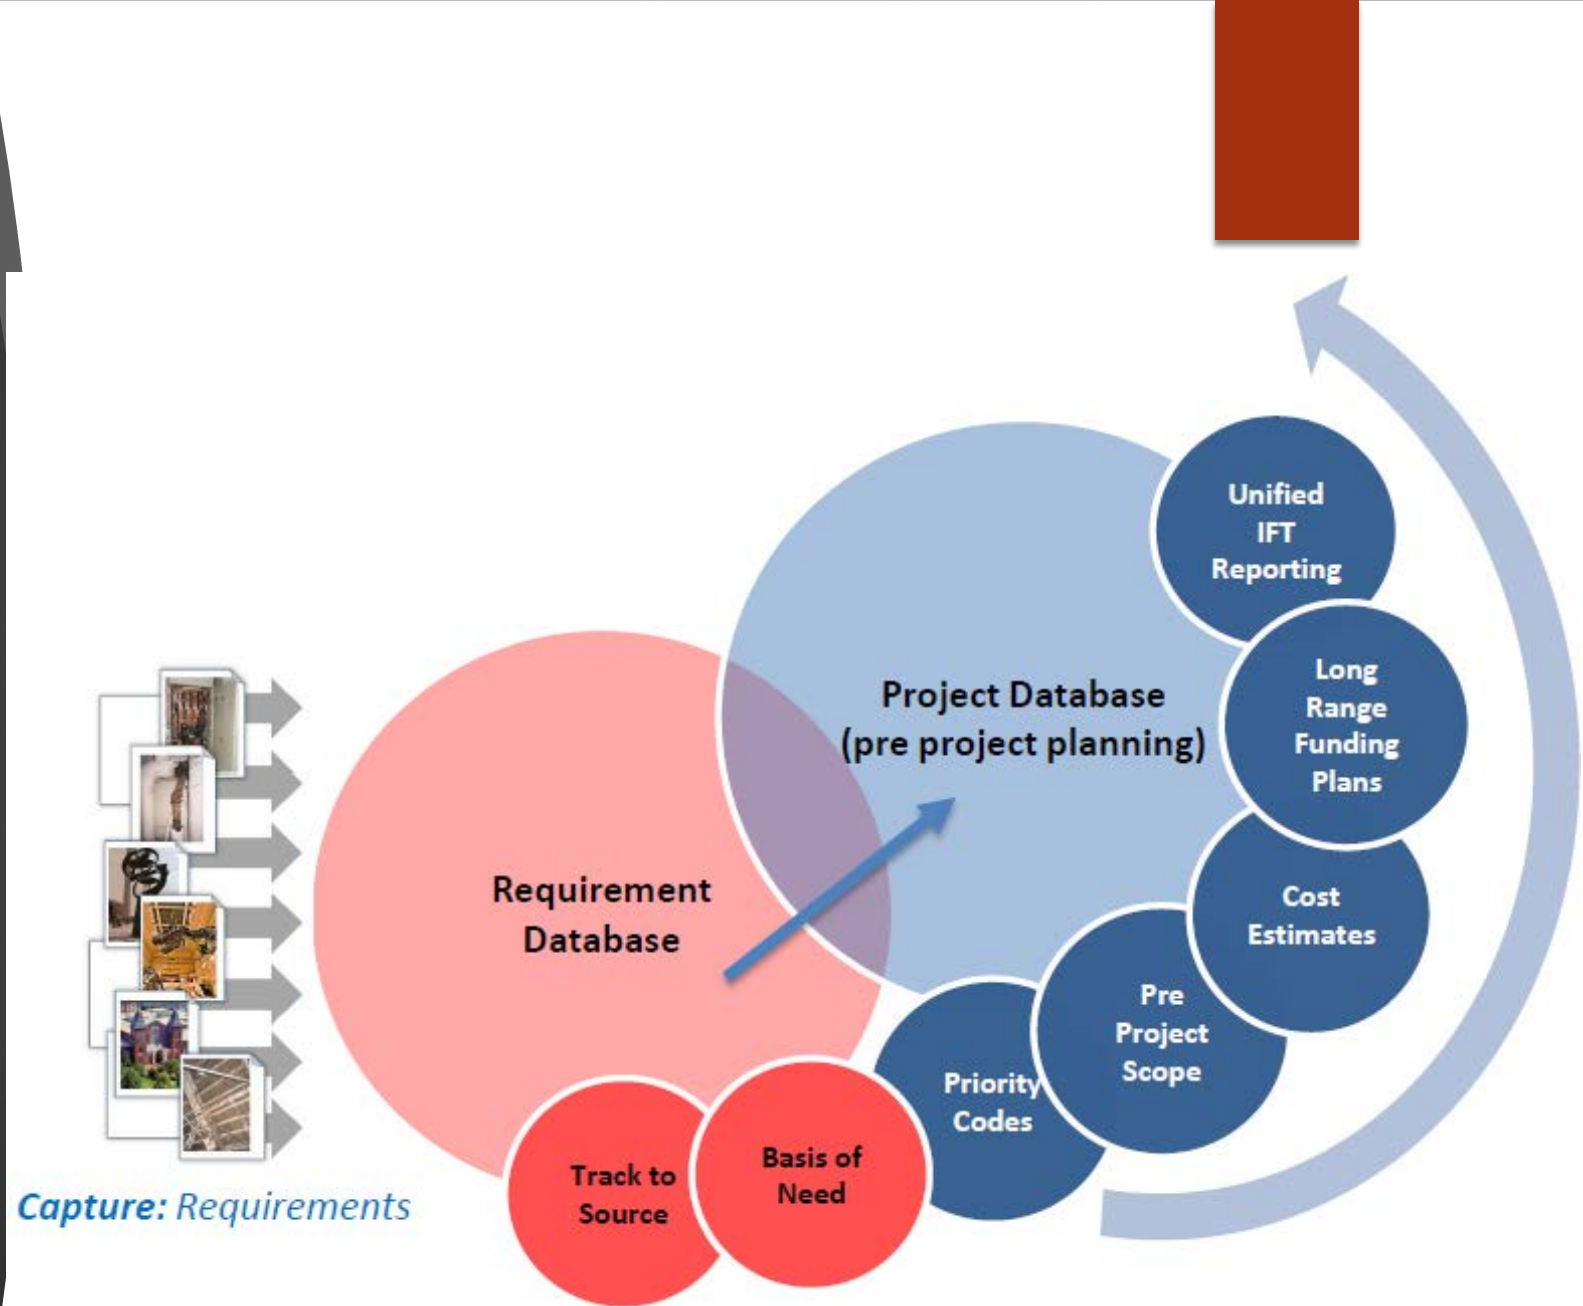 Unified
IFT
Reporting
Long
Range
Funding
Plans
Project Database
(pre project planning)
Requirement
Database
Cost
Estimates
Pre
Project
Scope
Priority
Codes
Basis of
Need
Track to
Source
Capture: Requirements